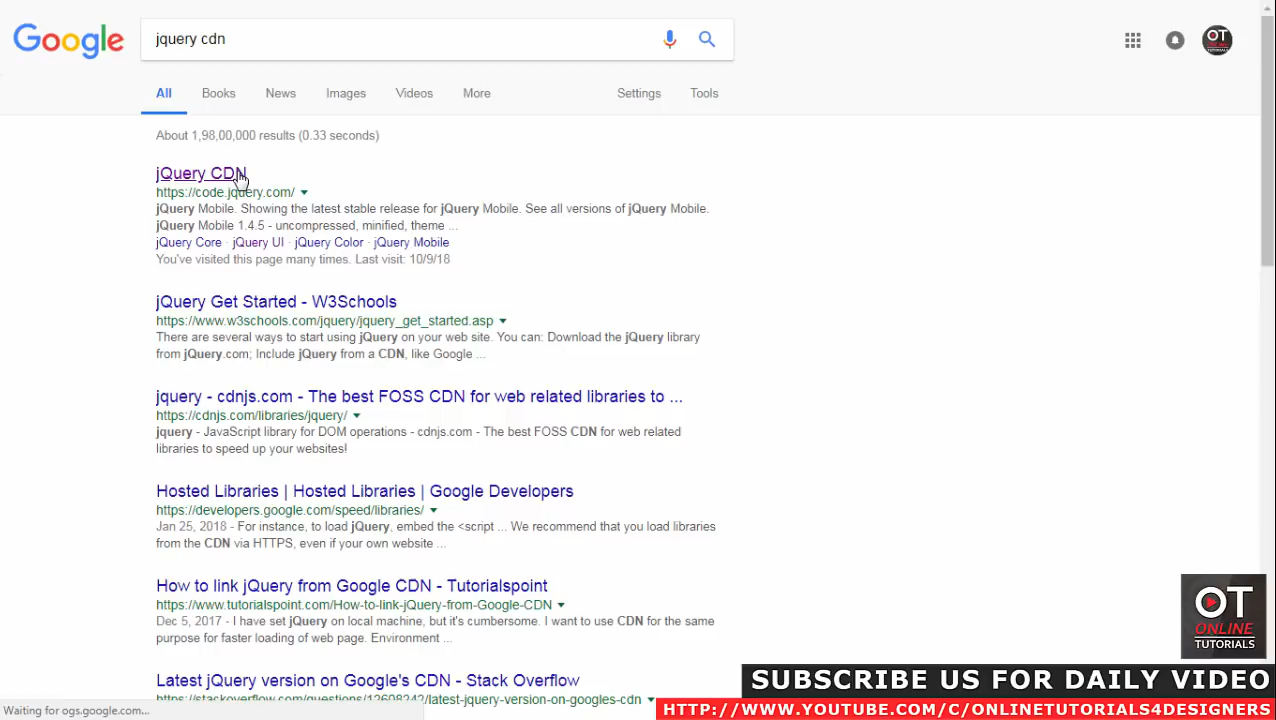 Google
jquery cdn
OT
All Books News Images Videos More Settings Tools
About 1,98,00,000 results (0.33 seconds)
jQuery CDN
https://code.jquery.com/
jQuery Mobile. Showing the latest stable release for jQuery Mobile. See all versions of jQuery Mobile.
jQuery Mobile 1.4.5 - uncompressed, minified, theme ...
jQuery Core · jQuery UI · jQuery Color · jQuery Mobile
You've visited this page many times. Last visit: 10/9/18
jQuery Get Started - W3Schools
https://www.w3schools.com/jquery/jquery_get_started.asp
There are several ways to start using jQuery on your web site. You can: Download the jQuery library
from jQuery.com; Include jQuery from a CDN, like Google ...
jquery - cdnjs.com - The best FOSS CDN for web related libraries to ...
https://cdnjs.com/libraries/jquery/
jquery - JavaScript library for DOM operations - cdnjs.com - The best FOSS CDN for web related
libraries to speed up your websites!
Hosted Libraries | Hosted Libraries | Google Developers
https://developers.google.com/speed/libraries/
Jan 25, 2018 - For instance, to load jQuery, embed the <script ... We recommend that you load libraries
from the CDN via HTTPS, even if your own website ...
How to link jQuery from Google CDN - Tutorialspoint
https://www.tutorialspoint.com/How-to-link-jQuery-from-Google-CDN
Dec 5, 2017 - I have set jQuery on local machine, but it's cumbersome. I want to use CDN for the same
purpose for faster loading of web page. Environment ...
Latest jQuery version on Google's CDN - Stack Overflow
https://stackoverflow.com/questions/12608242/latest-jquery-version-on-googles-cdn
Waiting for ogs.google.com...
OT
ONLINE
TUTORIALS
SUBSCRIBE US FOR DAILY VIDEO
HTTP://WWW.YOUTUBE.COM/C/ONLINETUTORIALS4DESIGNERS